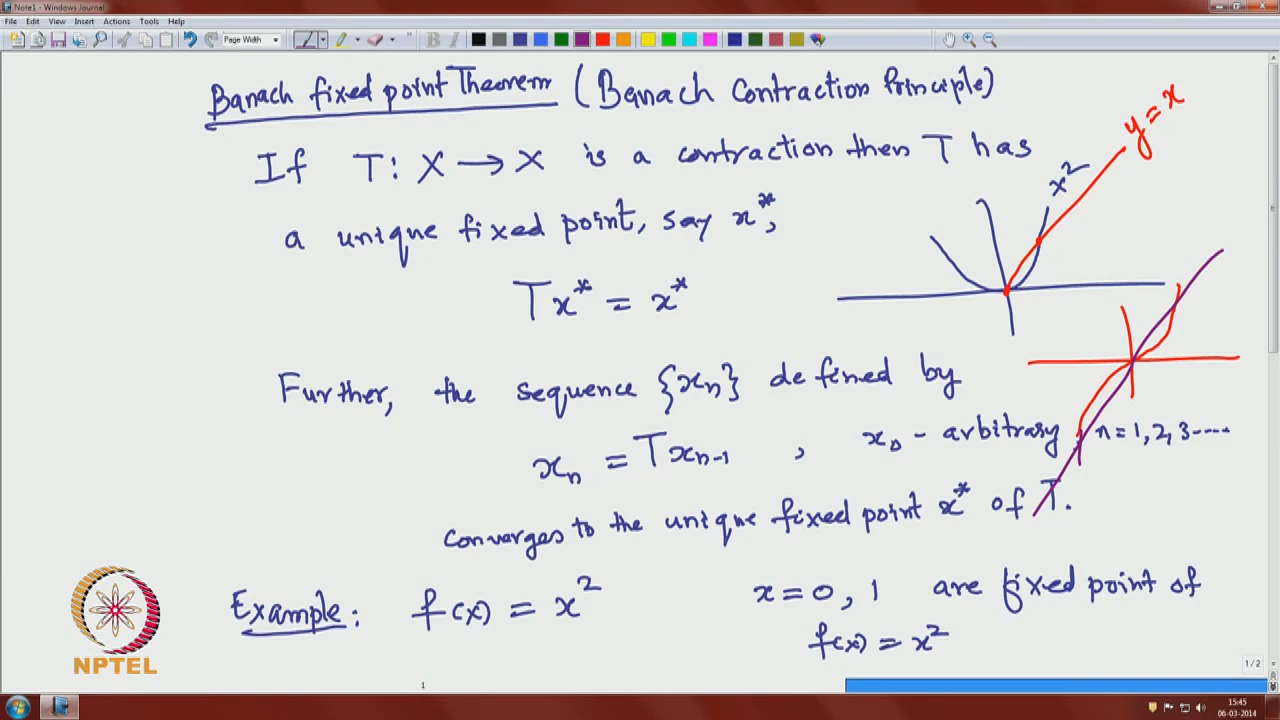 Note1 - Windows Journal
File Edit View Insert Actions Tools Help
Page Width
B I
Banach fixed point Theorem (Banach Contraction Principle)
If T: X → X is a contraction then T has
a unique fixed point, say x*,
Tx* = x*
Further, the sequence {xn} defined by
xn = Txn-1 , x0 - arbitrary, n = 1, 2, 3-----
converges to the unique fixed point x* of T.
Example: f(x) = x²
x = 0, 1 are fixed point of
f(x) = x²
x²
y = x
NPTEL
1
1/2
15:45
06-03-2014